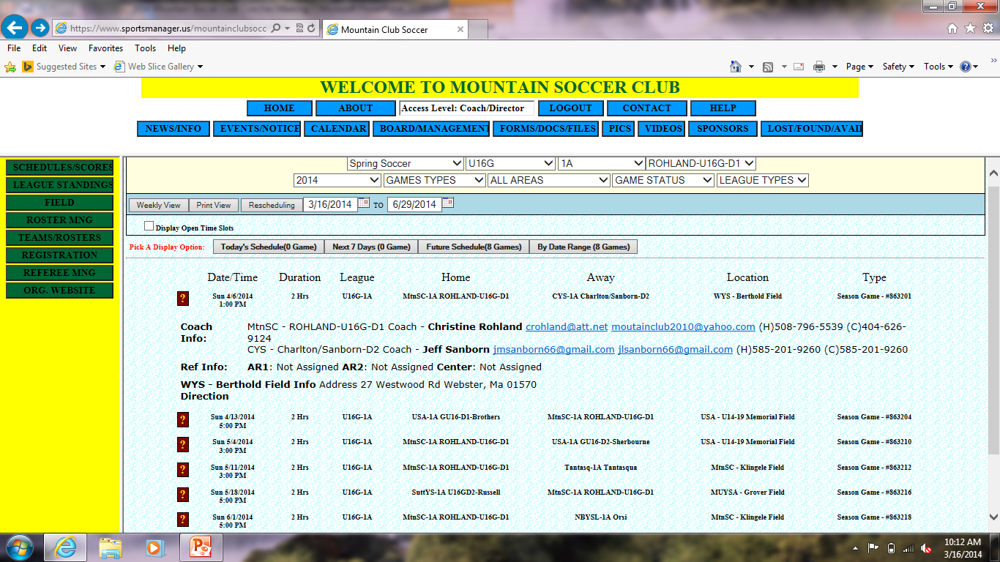 https://www.sportsmanager.us/mountainclubsocc
Mountain Club Soccer
File Edit View Favorites Tools Help
Suggested Sites Web Slice Gallery Page Safety Tools
WELCOME TO MOUNTAIN SOCCER CLUB
HOME ABOUT Access Level: Coach/Director LOGOUT CONTACT HELP
NEWS/INFO EVENTS/NOTICE CALENDAR BOARD/MANAGEMENT FORMS/DOCS/FILES PICS VIDEOS SPONSORS LOST/FOUND/AVAI
SCHEDULES/SCORES
LEAGUE STANDINGS
FIELD
ROSTER MNG
TEAMS/ROSTERS
REGISTRATION
REFEREE MNG
ORG. WEBSITE
Spring Soccer U16G 1A ROHLAND-U16G-D1
2014 GAMES TYPES ALL AREAS GAME STATUS LEAGUE TYPES
Weekly View Print View Rescheduling 3/16/2014 TO 6/29/2014
Display Open Time Slots
Pick A Display Option: Today's Schedule(0 Game) Next 7 Days (0 Game) Future Schedule(8 Games) By Date Range (8 Games)
Date/Time Duration League Home Away Location Type
? Sun 4/6/2014 2 Hrs U16G-1A MtnSC-1A ROHLAND-U16G-D1 CYS-1A Charlton/Sanborn-D2 WYS - Berthold Field Season Game - #863201
1:00 PM
Coach Info: MtnSC - ROHLAND-U16G-D1 Coach - Christine Rohland crohland@att.net moutainclub2010@yahoo.com (H)508-796-5539 (C)404-626-
9124
CYS - Charlton/Sanborn-D2 Coach - Jeff Sanborn jmsanborn66@gmail.com jlsanborn66@gmail.com (H)585-201-9260 (C)585-201-9260
Ref Info: AR1: Not Assigned AR2: Not Assigned Center: Not Assigned
WYS - Berthold Field Info Address 27 Westwood Rd Webster, Ma 01570
Direction
? Sun 4/13/2014 2 Hrs U16G-1A USA-1A GU16-D1-Brothers MtnSC-1A ROHLAND-U16G-D1 USA - U14-19 Memorial Field Season Game - #863204
5:00 PM
? Sun 5/4/2014 2 Hrs U16G-1A MtnSC-1A ROHLAND-U16G-D1 USA-1A GU16-D2-Sherbourne USA - U14-19 Memorial Field Season Game - #863210
3:00 PM
? Sun 5/11/2014 2 Hrs U16G-1A MtnSC-1A ROHLAND-U16G-D1 Tantasq-1A Tantasqua MtnSC - Klingele Field Season Game - #863212
3:00 PM
? Sun 5/18/2014 2 Hrs U16G-1A SuttYS-1A U16GD2-Russell MtnSC-1A ROHLAND-U16G-D1 MUYSA - Grover Field Season Game - #863216
5:00 PM
? Sun 6/1/2014 2 Hrs U16G-1A MtnSC-1A ROHLAND-U16G-D1 NBYSL-1A Orsi MtnSC - Klingele Field Season Game - #863218
5:00 PM
10:12 AM
3/16/2014